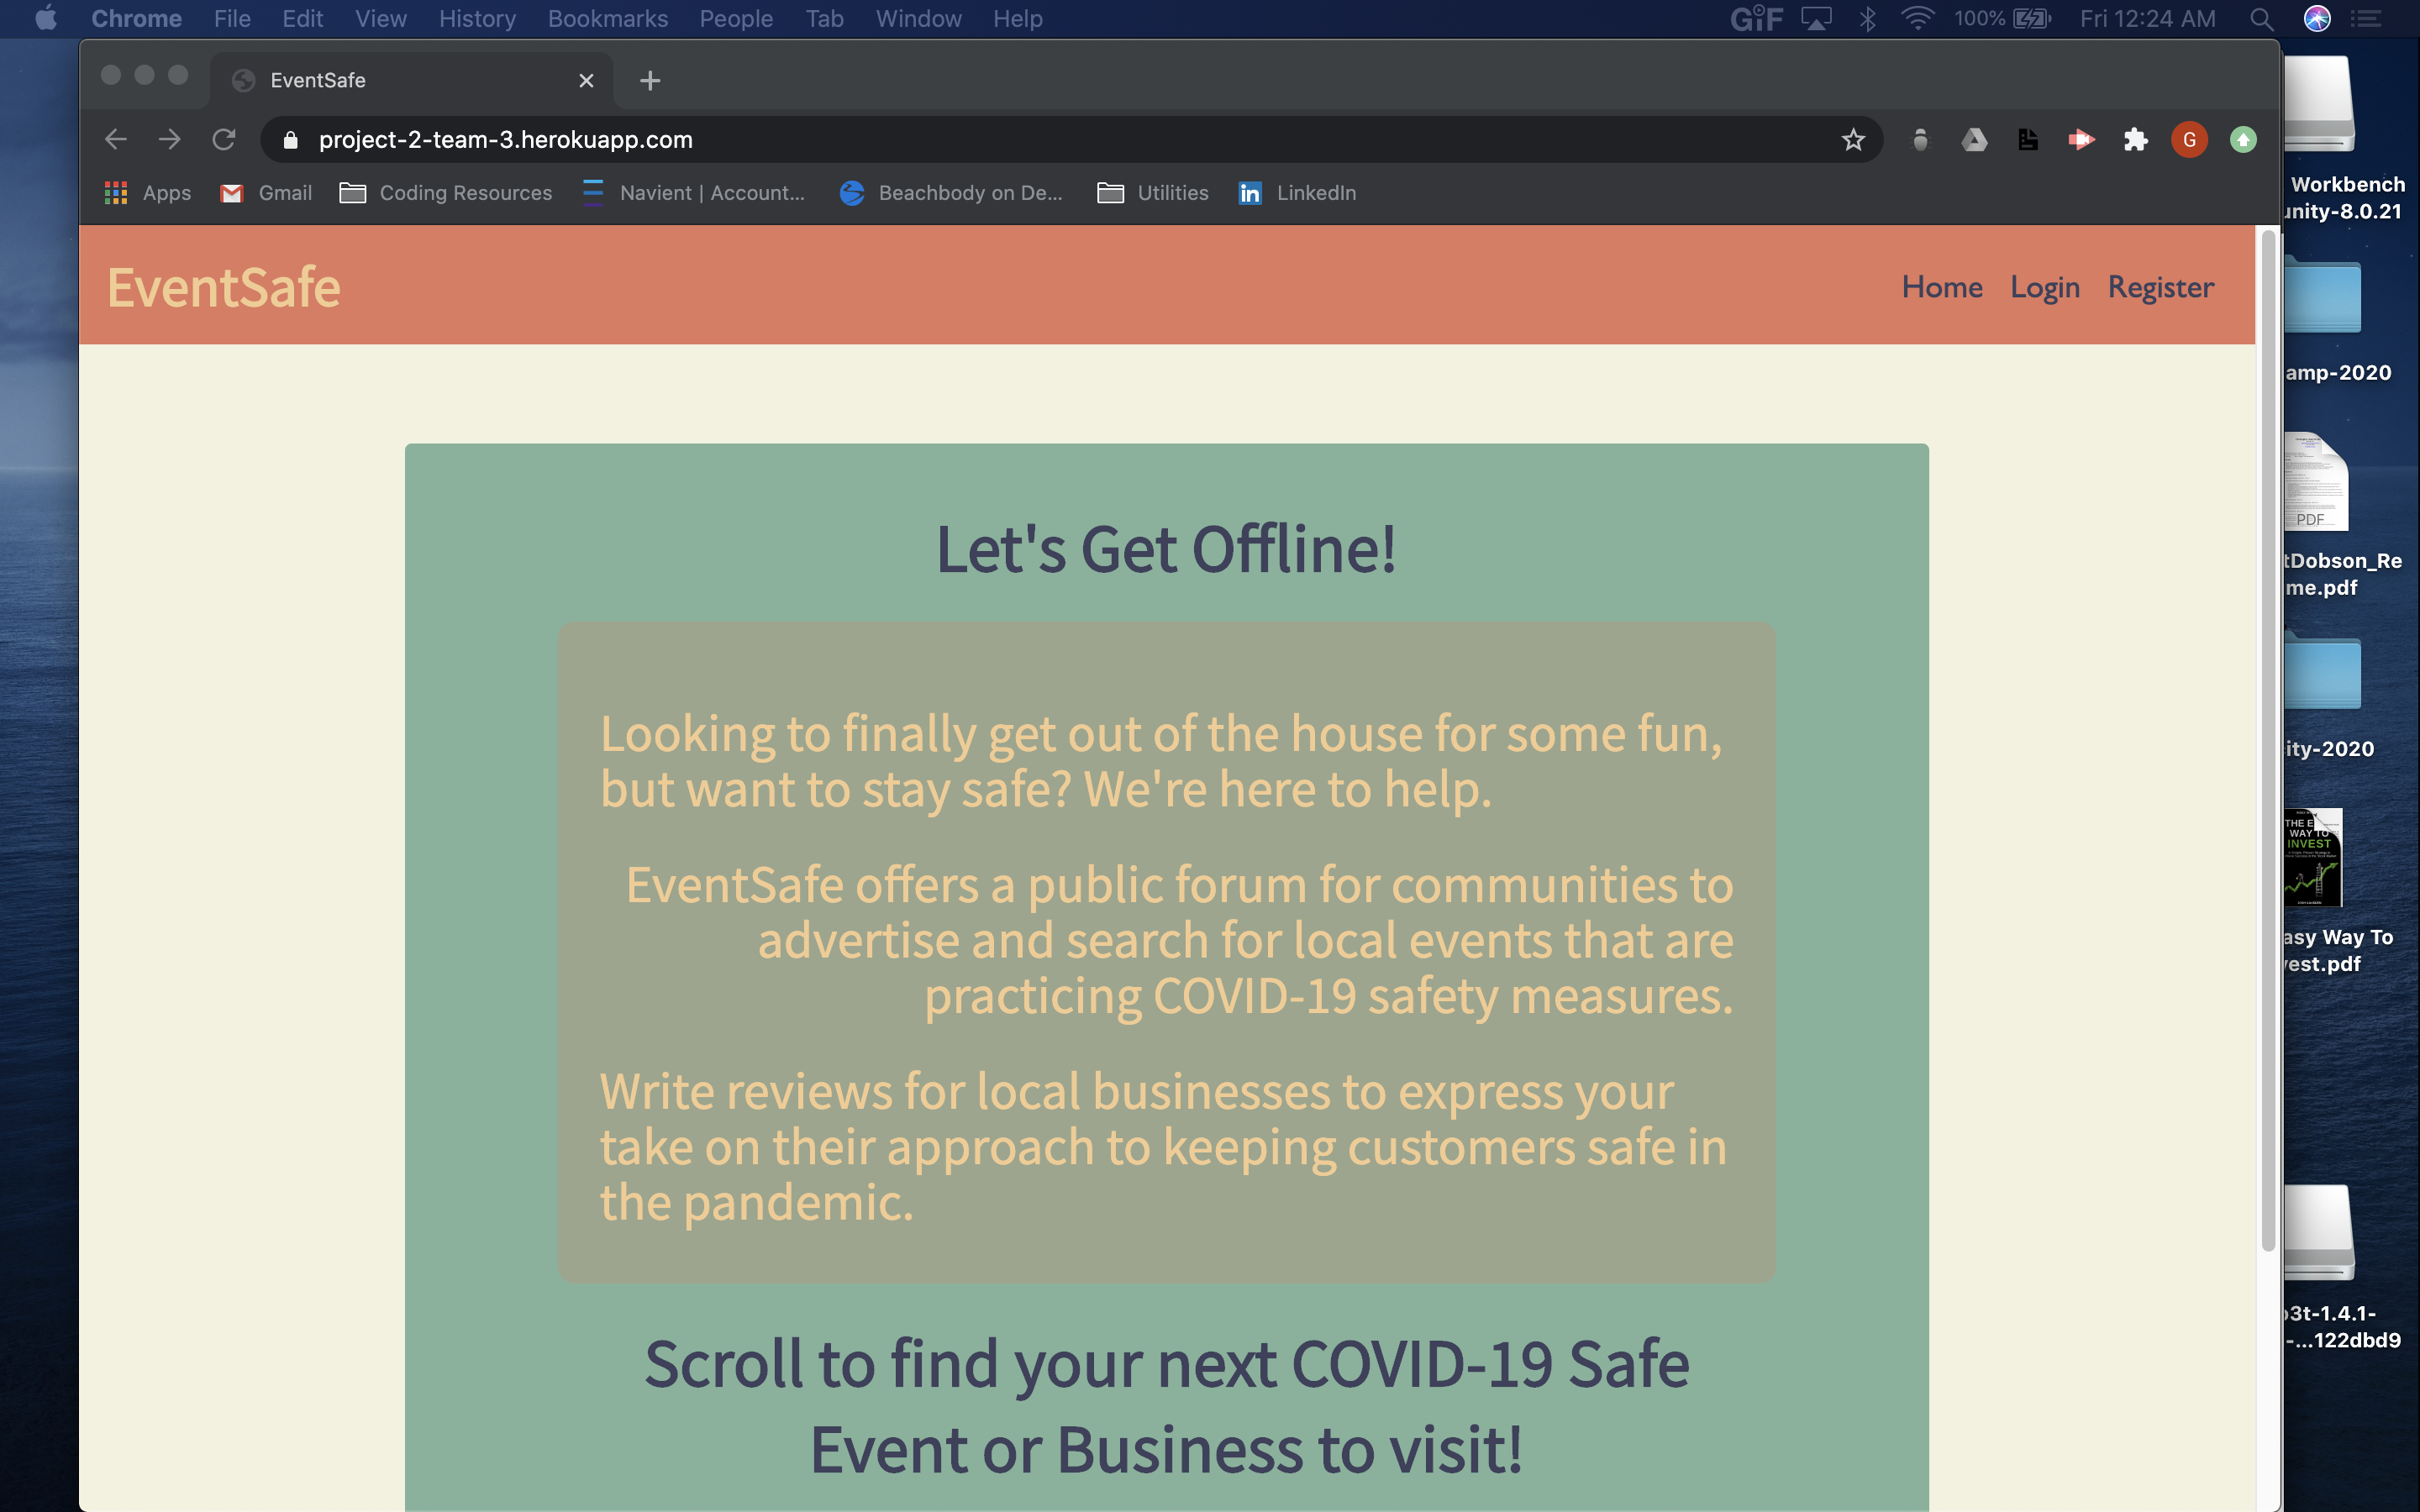 Chrome File Edit View History Bookmarks People Tab Window Help GIF 100% Fri 12:24 AM
EventSafe
project-2-team-3.herokuapp.com G
Apps Gmail Coding Resources Navient | Account... Beachbody on De... Utilities LinkedIn
EventSafe Home Login Register
Let's Get Offline!
Looking to finally get out of the house for some fun,
but want to stay safe? We're here to help.
EventSafe offers a public forum for communities to
advertise and search for local events that are
practicing COVID-19 safety measures.
Write reviews for local businesses to express your
take on their approach to keeping customers safe in
the pandemic.
Scroll to find your next COVID-19 Safe
Event or Business to visit!
Workbench
unity-8.0.21
amp-2020
PDF
tDobson_Re
me.pdf
ity-2020
THE E
WAY TO
INVEST
asy Way To
vest.pdf
p3t-1.4.1-
-...122dbd9